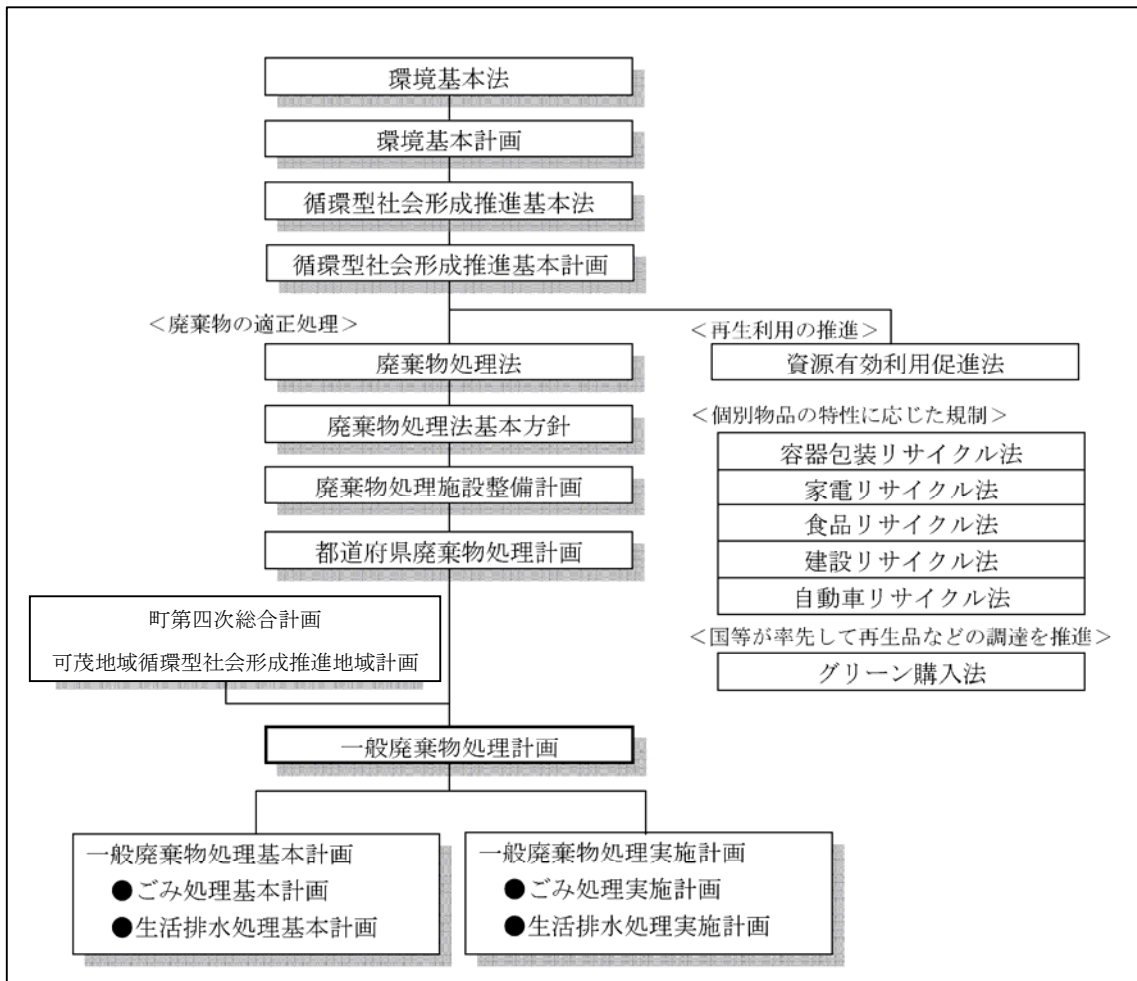 環境基本法
環境基本計画
循環型社会形成推進基本法
循環型社会形成推進基本計画
＜廃棄物の適正処理＞
廃棄物処理法
廃棄物処理法基本方針
廃棄物処理施設整備計画
都道府県廃棄物処理計画
＜再生利用の推進＞
資源有効利用促進法
＜個別物品の特性に応じた規制＞
容器包装リサイクル法
家電リサイクル法
食品リサイクル法
建設リサイクル法
自動車リサイクル法
＜国等が率先して再生品などの調達を推進＞
グリーン購入法
町第四次総合計画
可茂地域循環型社会形成推進地域計画
一般廃棄物処理計画
一般廃棄物処理基本計画
●ごみ処理基本計画
●生活排水処理基本計画
一般廃棄物処理実施計画
●ごみ処理実施計画
●生活排水処理実施計画